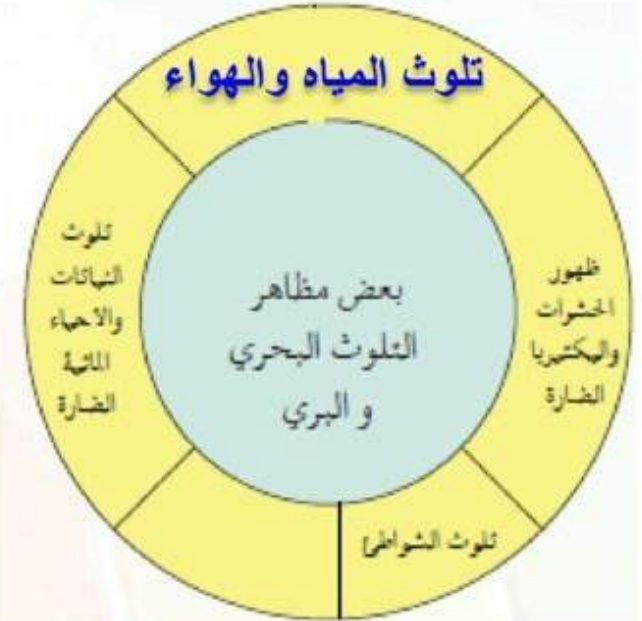 تلوث المياه والهواء
ظهور
الحشرات
والبكتيريا
الضارة
تلوث الشواطئ
تلوث
النباتات
والاحياء
المائية
الضارة
بعض مظاهر
التلوث البحري
و البري